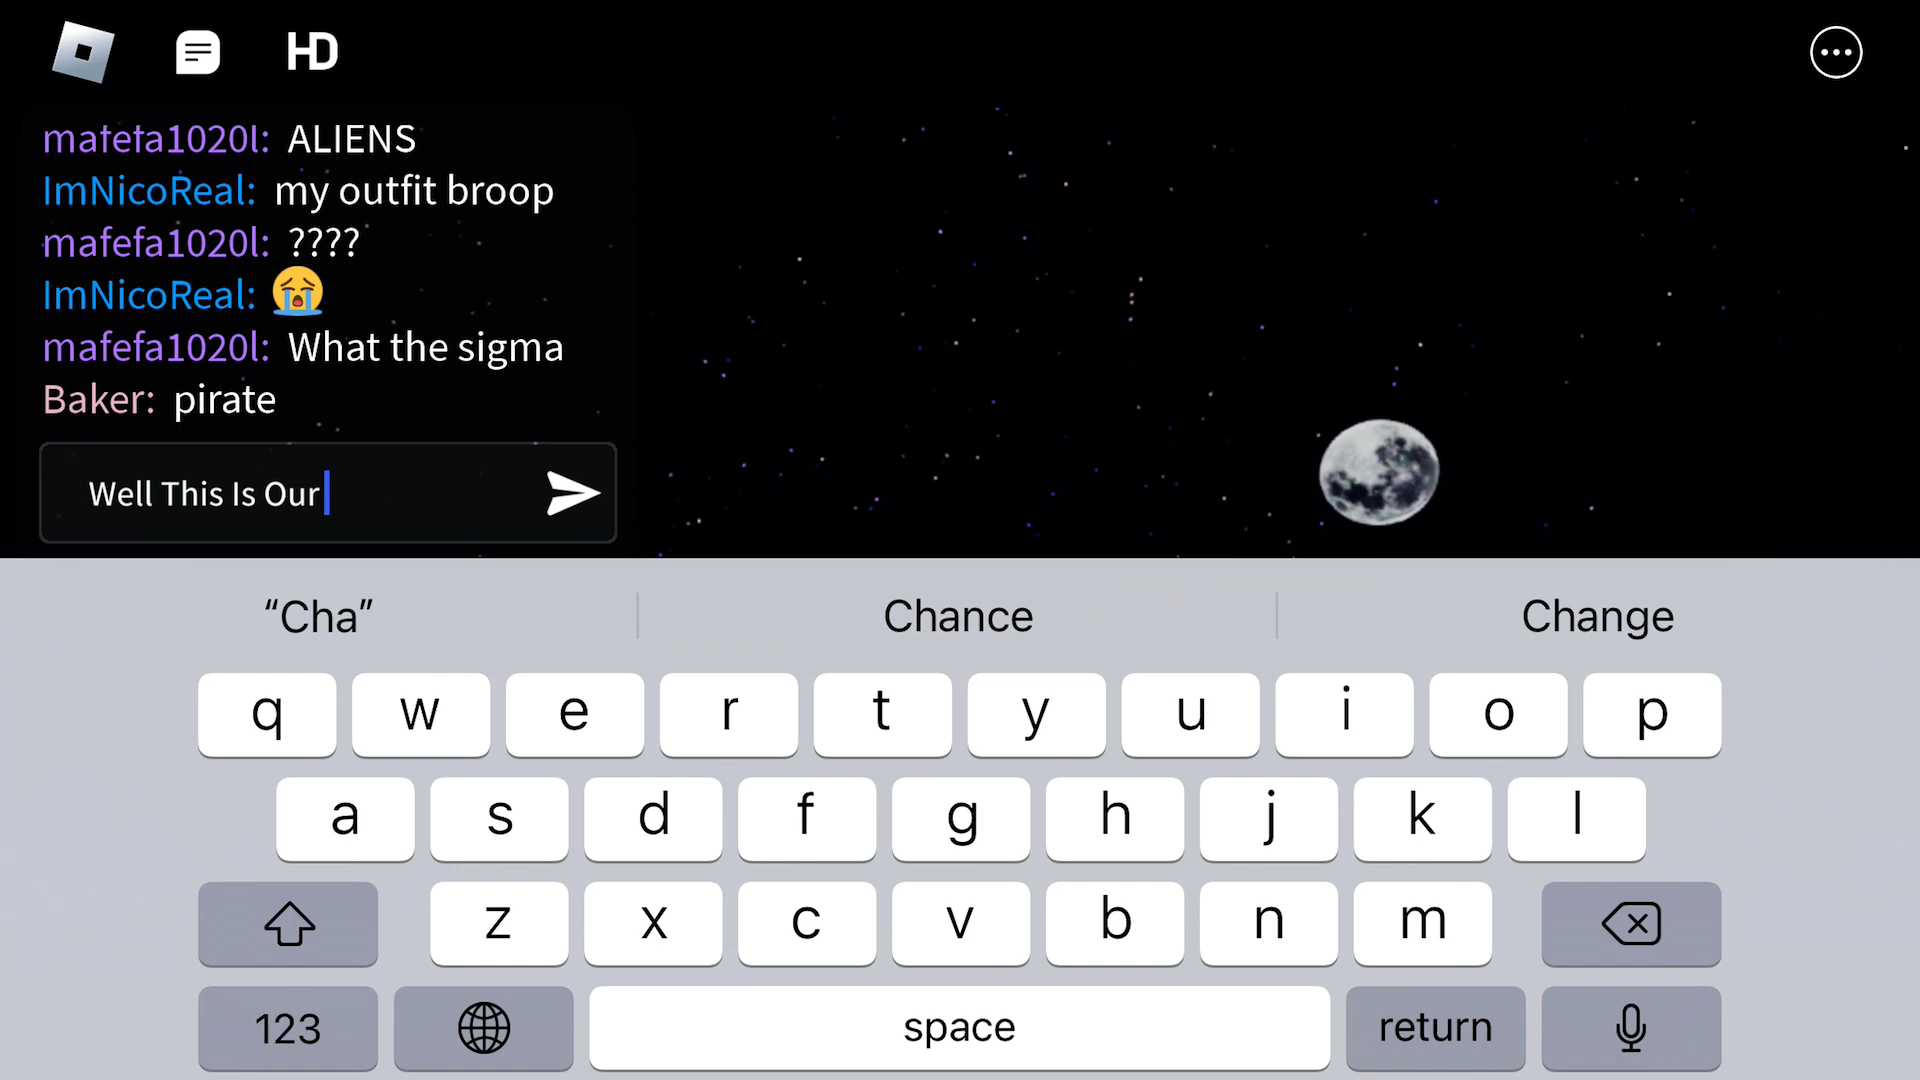 HD
mafefa1020l: ALIENS
ImNicoReal: my outfit broop
mafefa1020l: ????
ImNicoReal: 😭
mafefa1020l: What the sigma
Baker: pirate
Well This Is Our
“Cha” Chance Change
q w e r t y u i o p
a s d f g h j k l
z x c v b n m
123 space return